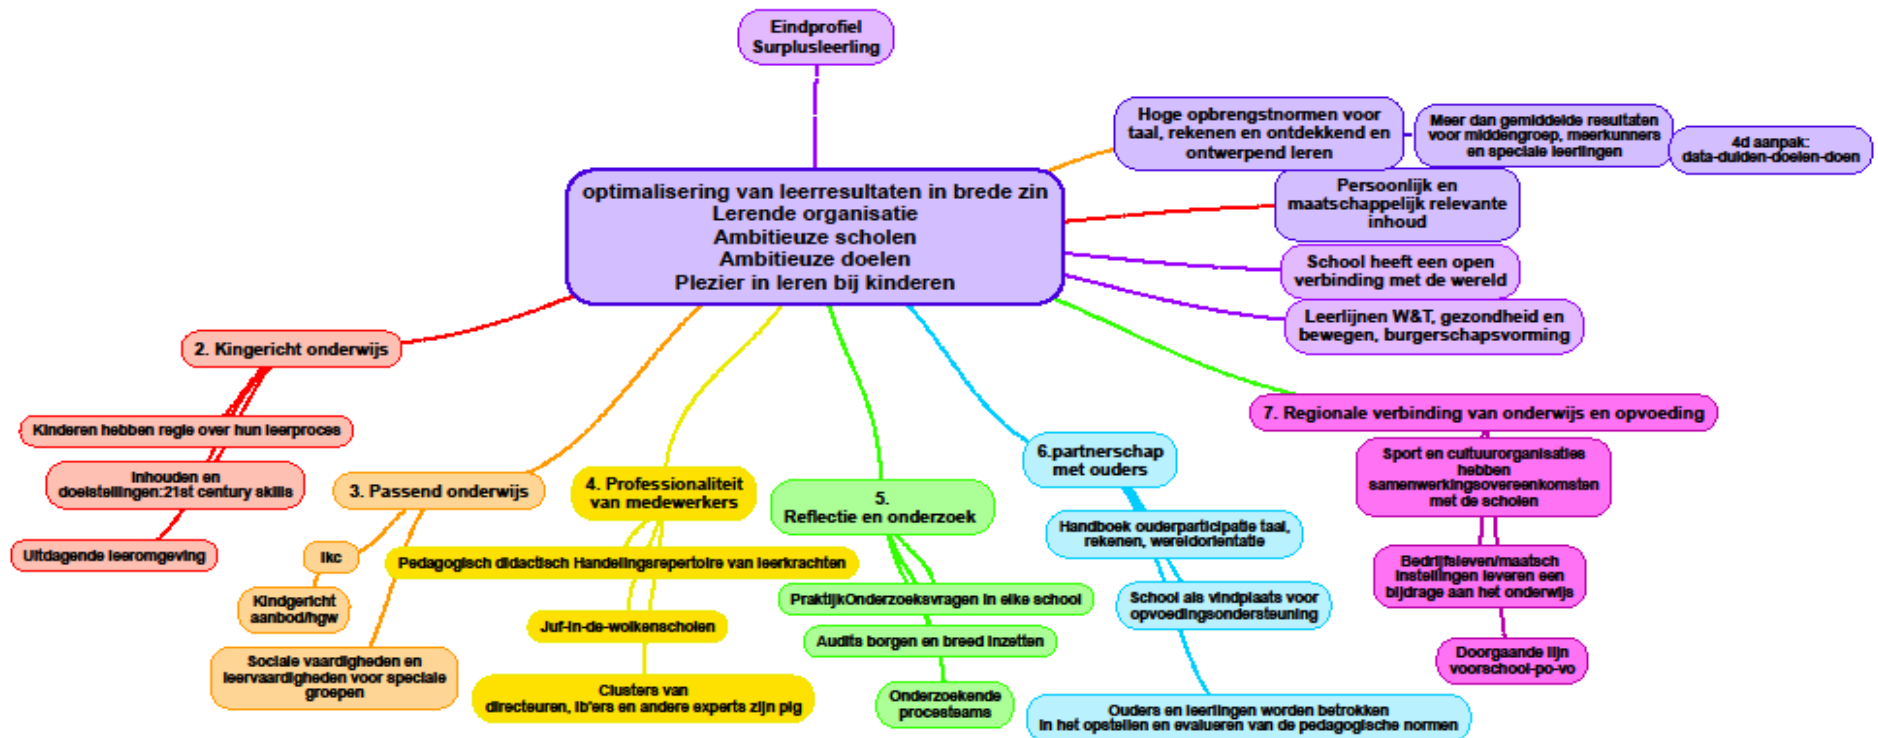 Eindprofiel
Surplusleerling
Hoge opbrengstnormen voor
taal, rekenen en ontdekkend en
ontwerpend leren
Meer dan gemiddelde resultaten
voor middengroep, meerkunners
en speciale leerlingen
4d aanpak:
data-duiden-doelen-doen
optimalisering van leerresultaten in brede zin
Lerende organisatie
Ambitieuze scholen
Ambitieuze doelen
Plezier in leren bij kinderen
Persoonlijk en
maatschappelijk relevante
inhoud
School heeft een open
verbinding met de wereld
Leerlijnen W&T, gezondheid en
bewegen, burgerschapsvorming
2. Kingericht onderwijs
Kinderen hebben regie over hun leerproces
Inhouden en
doelstellingen:21st century skills
Uitdagende leeromgeving
3. Passend onderwijs
Ikc
Kindgericht
aanbod/hgw
Sociale vaardigheden en
leervaardigheden voor speciale
groepen
4. Professionaliteit
van medewerkers
Pedagogisch didactisch Handelingsrepertoire van leerkrachten
Juf-in-de-wolkenscholen
Clusters van
directeuren, ib'ers en andere experts zijn plg
5.
Reflectie en onderzoek
PraktijkOnderzoeksvragen in elke school
Audits borgen en breed inzetten
Onderzoekende
procesteams
6.partnerschap
met ouders
Handboek ouderparticipatie taal,
rekenen, wereldorientatie
School als vindplaats voor
opvoedingsondersteuning
Ouders en leerlingen worden betrokken
in het opstellen en evalueren van de pedagogische normen
7. Regionale verbinding van onderwijs en opvoeding
Sport en cultuurorganisaties
hebben
samenwerkingsovereenkomsten
met de scholen
Bedrijfsleven/maatsch
instellingen leveren een
bijdrage aan het onderwijs
Doorgaande lijn
voorschool-po-vo